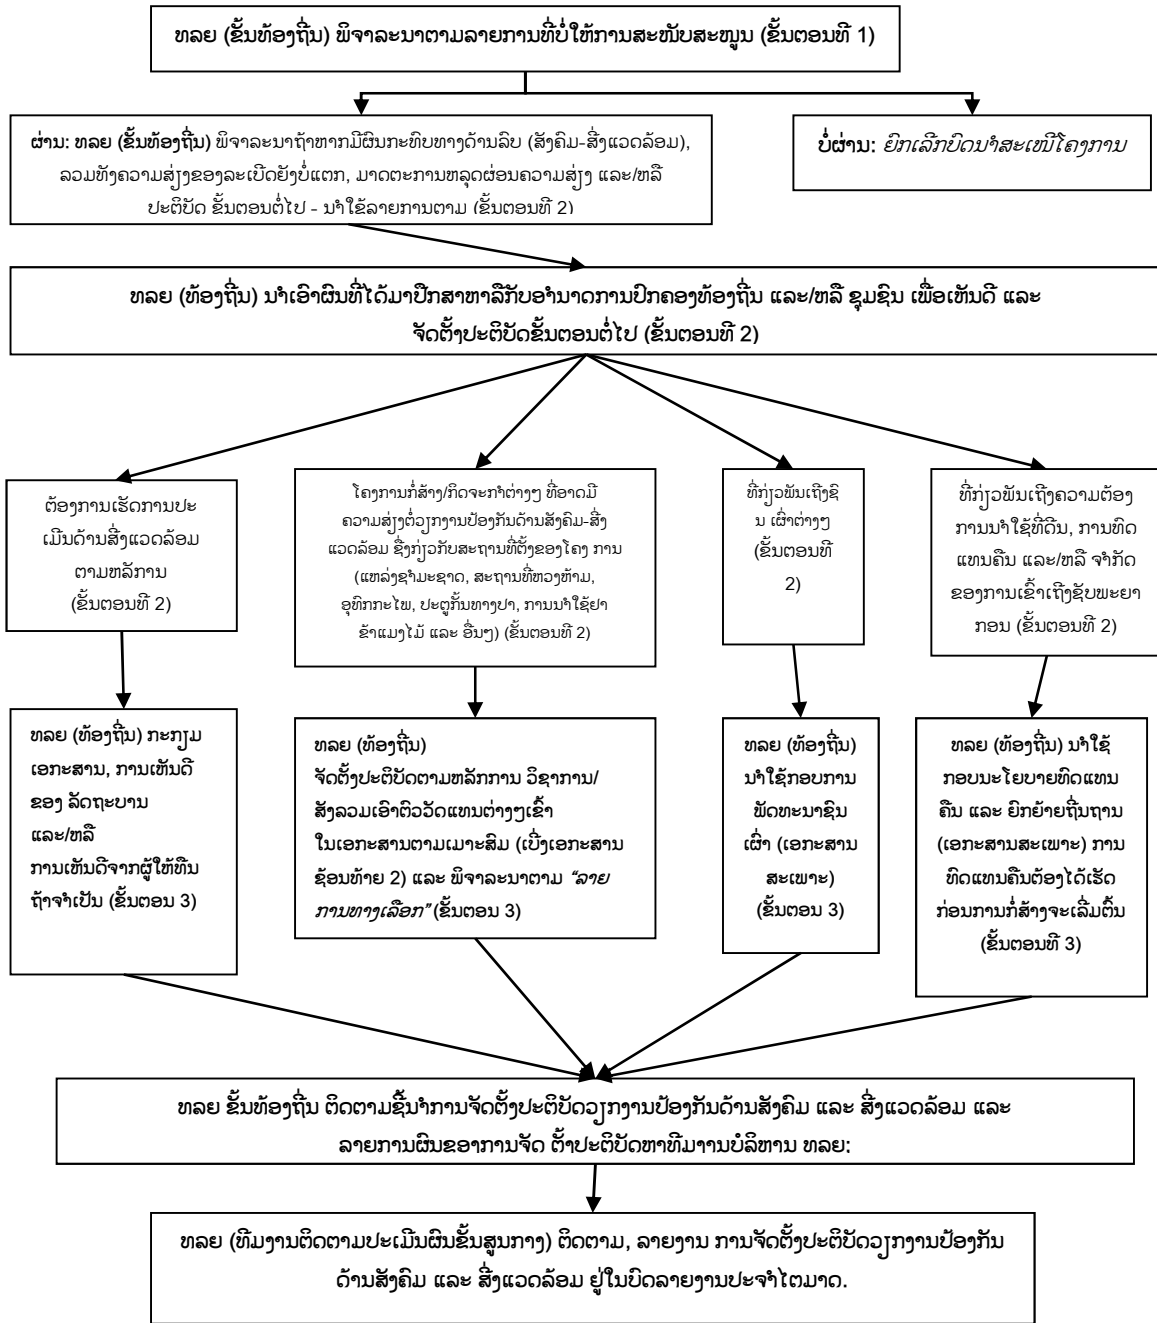 ທລຍ (ຂັ້ນທ້ອງຖິ່ນ) ພິຈາລະນາຕາມລາຍການທີ່ບໍ່ໃຫ້ການສະໜັບສະໜູນ (ຂັ້ນຕອນທີ 1)
ຜ່ານ: ທລຍ (ຂັ້ນທ້ອງຖີ່ນ) ພິຈາລະນາຖ້າຫາກມີຜົນກະທົບທາງດ້ານລົບ (ສັງຄົມ-ສີ່ງແວດລ້ອມ),
ລວມທັງຄວາມສ່ຽງຂອງລະເບີດຍັງບໍ່ແຕກ, ມາດຕະການຫລຸດຜ່ອນຄວາມສ່ຽງ ແລະ/ຫລື
ປະຕິບັດ ຂັ້ນຕອນຕໍ່ໄປ - ນຳໃຊ້ລາຍການຕາມ (ຂັ້ນຕອນທີ 2)
ບໍ່ຜ່ານ: ຍົກເລີກບົດນຳສະເໜີໂຄງການ
ທລຍ (ທ້ອງຖີ່ນ) ນຳເອົາຜົນທີ່ໄດ້ມາປຶກສາຫາລືກັບອຳນາດການປົກຄອງທ້ອງຖີ່ນ ແລະ/ຫລື ຊຸມຊົນ ເພື່ອເຫັນດີ ແລະ
ຈັດຕັ້ງປະຕິບັດຂັ້ນຕອນຕໍ່ໄປ (ຂັ້ນຕອນທີ 2)
ຕ້ອງການເຮັດການປະ
ເມີນດ້ານສີ່ງແວດລ້ອມ
ຕາມຫລັການ
(ຂັ້ນຕອນທີ 2)
ໂຄງການກໍ່ສ້າງ/ກິດຈະກຳຕ່າງໆ ທີ່ອາດມີ
ຄວາມສ່ຽງຕໍ່ວຽກງານປ້ອງກັນດ້ານສັງຄົມ-ສີ່ງ
ແວດລ້ອມ ຊື່ງກ່ຽວກັບສະຖານທີ່ຕັ້ງຂອງໂຄງ ການ
(ແຫລ່ງຊຳມະຊາດ, ສະຖານທີ່ຫວງຫ້າມ,
ອຸທົກກະໄພ, ປະຕູກັ້ນທາງປາ, ການນຳໃຊ້ຢາ
ຂ້າແມງໄມ້ ແລະ ອື່ນໆ) (ຂັ້ນຕອນທີ 2)
ທີ່ກ່ຽວພັນເຖີງຊົ
ນ ເຜົ່າຕ່າງໆ
(ຂັ້ນຕອນທີ
2)
ທີ່ກ່ຽວພັນເຖີງຄວາມຕ້ອງ
ການນຳໃຊ້ທີ່ດິນ, ການທົດ
ແທນຄືນ ແລະ/ຫລື ຈຳກັດ
ຂອງການເຂົ້າເຖີງຊັບພະຍາ
ກອນ (ຂັ້ນຕອນທີ 2)
ທລຍ (ທ້ອງຖີ່ນ) ກະກຽມ
ເອກະສານ, ການເຫັນດີ
ຂອງ ລັດຖະບານ
ແລະ/ຫລື
ການເຫັນດີຈາກຜູ້ໃຫ້ທຶນ
ຖ້າຈຳເປັນ (ຂັ້ນຕອນ 3)
ທລຍ (ທ້ອງຖີ່ນ)
ຈັດຕັ້ງປະຕິບັດຕາມຫລັກການ ວິຊາການ/
ສັງລວມເອົາຕົວວັດແທນຕ່າງໆເຂົ້າ
ໃນເອກະສານຕາມເມາະສົມ (ເບີ່ງເອກະສານ
ຊ້ອນທ້າຍ 2) ແລະ ພິຈາລະນາຕາມ “ລາຍ
ການທາງເລືອກ” (ຂັ້ນຕອນ 3)
ທລຍ (ທ້ອງຖີ່ນ)
ນຳໃຊ້ກອບການ
ພັດທະນາຊົນ
ເຜົ່າ (ເອກະສານ
ສະເພາະ)
(ຂັ້ນຕອນ 3)
ທລຍ (ທ້ອງຖີ່ນ) ນຳໃຊ້
ກອບນະໂຍບາຍທົດແທນ
ຄືນ ແລະ ຍົກຍ້າຍຖິ່ນຖານ
(ເອກະສານສະເພາະ) ການ
ທົດແທນຄືນຕ້ອງໄດ້ເຮັດ
ກ່ອນການກໍ່ສ້າງຈະເລີ່ມຕົ້ນ
(ຂັ້ນຕອນທີ 3)
ທລຍ ຂັ້ນທ້ອງຖີ່ນ ຕິດຕາມຊີ້ນຳການຈັດຕັ້ງປະຕິບັດວຽກງານປ້ອງກັນດ້ານສັງຄົມ ແລະ ສີ່ງແວດລ້ອມ ແລະ
ລາຍການຜົນຂອາການຈັດ ຕັ້າປະຕິບັດຫາທີມາານບໍລິຫານ ທລຍ:
ທລຍ (ທີມງານຕິດຕາມປະເມີນຜົນຂັ້ນສູນກາງ) ຕິດຕາມ, ລາຍງານ ການຈັດຕັ້ງປະຕິບັດວຽກງານປ້ອງກັນ
ດ້ານສັງຄົມ ແລະ ສີ່ງແວດລ້ອມ ຢູ່ໃນບົດລາຍງານປະຈຳໄຕມາດ.